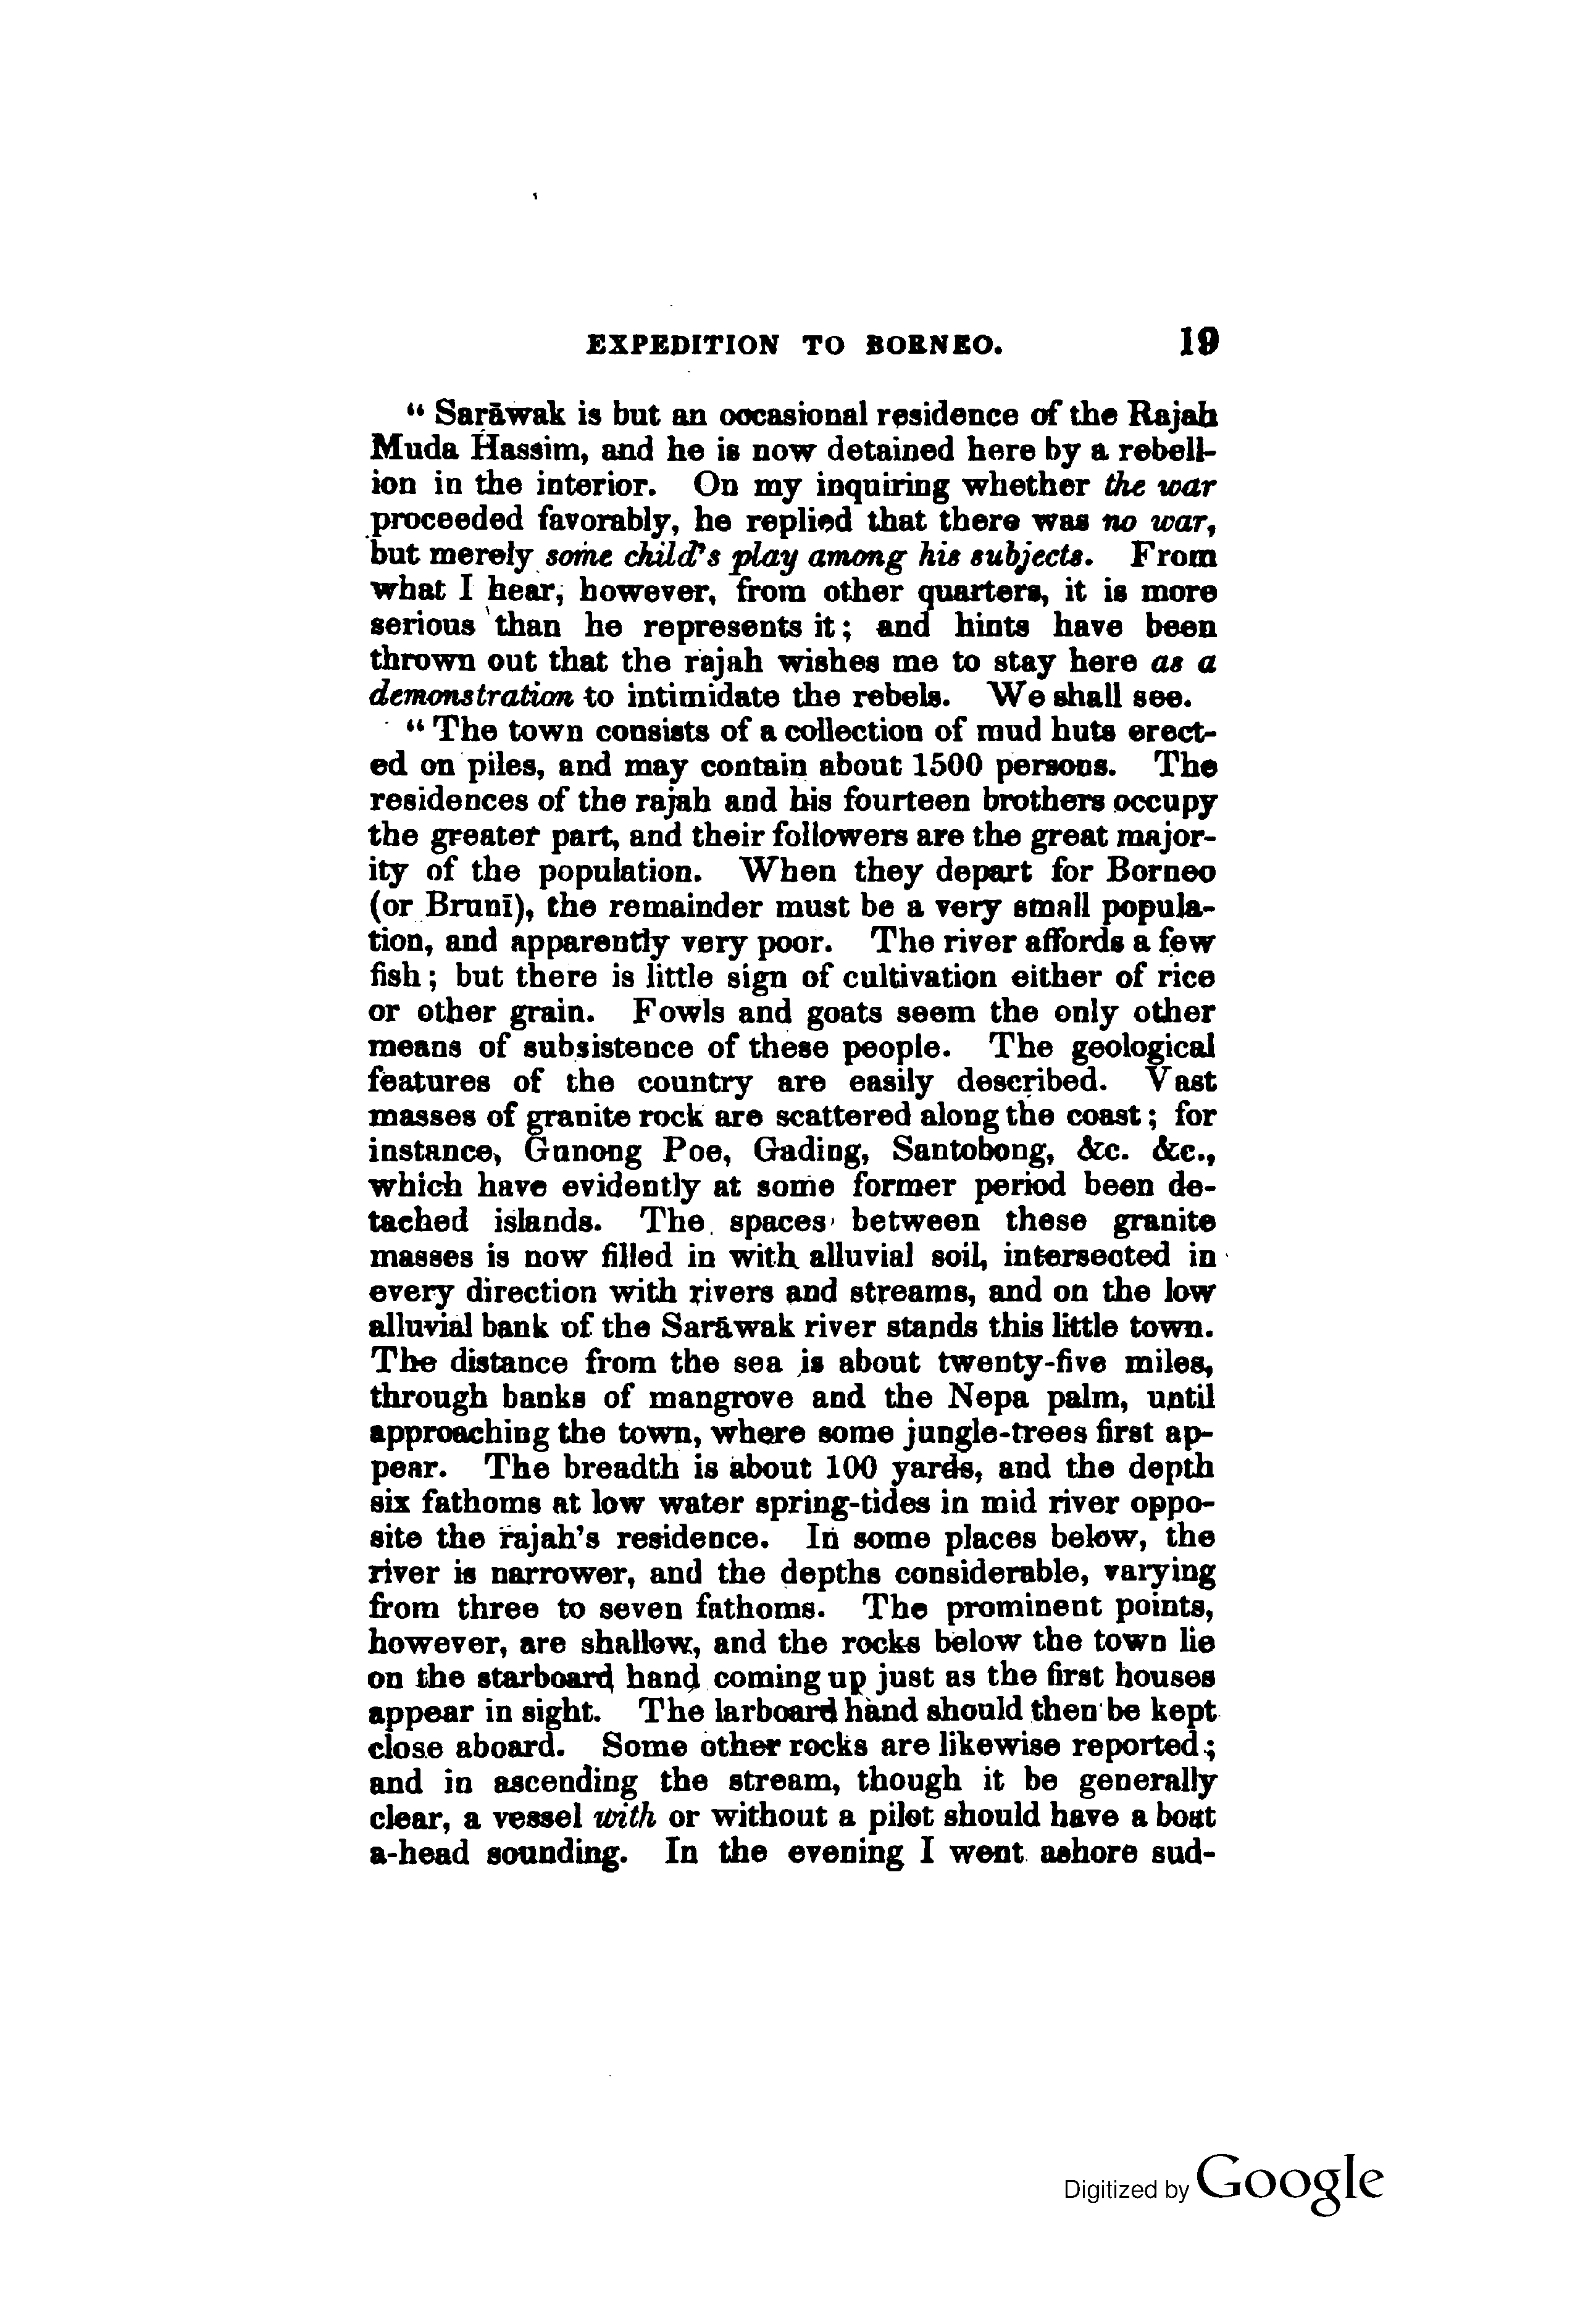 EXPEDITION TO BORNEO. 19
“ Sarāwak is but an occasional residence of the Rajah
Muda Hassim, and he is now detained here by a rebell-
ion in the interior. On my inquiring whether the war
proceeded favorably, he replied that there was no war,
but merely some child's play among his subjects. From
what I hear, however, from other quarters, it is more
serious than he represents it; and hints have been
thrown out that the rajah wishes me to stay here as a
demonstration to intimidate the rebels. We shall see.
“ The town consists of a collection of mud huts erect-
ed on piles, and may contain about 1500 persons. The
residences of the rajah and his fourteen brothers occupy
the greater part, and their followers are the great major-
ity of the population. When they depart for Borneo
(or Brunī), the remainder must be a very small popula-
tion, and apparently very poor. The river affords a few
fish; but there is little sign of cultivation either of rice
or other grain. Fowls and goats seem the only other
means of subsistence of these people. The geological
features of the country are easily described. Vast
masses of granite rock are scattered along the coast; for
instance, Gunong Poe, Gading, Santobong, &c. &c.,
which have evidently at some former period been de-
tached islands. The spaces between these granite
masses is now filled in with alluvial soil, intersected in
every direction with rivers and streams, and on the low
alluvial bank of the Sarāwak river stands this little town.
The distance from the sea is about twenty-five miles,
through banks of mangrove and the Nepa palm, until
approaching the town, where some jungle-trees first ap-
pear. The breadth is about 100 yards, and the depth
six fathoms at low water spring-tides in mid river oppo-
site the rajah's residence. In some places below, the
river is narrower, and the depths considerable, varying
from three to seven fathoms. The prominent points,
however, are shallow, and the rocks below the town lie
on the starboard hand coming up just as the first houses
appear in sight. The larboard hand should then be kept
close aboard. Some other rocks are likewise reported;
and in ascending the stream, though it be generally
clear, a vessel with or without a pilot should have a boat
a-head sounding. In the evening I went ashore sud-
Digitized by Google